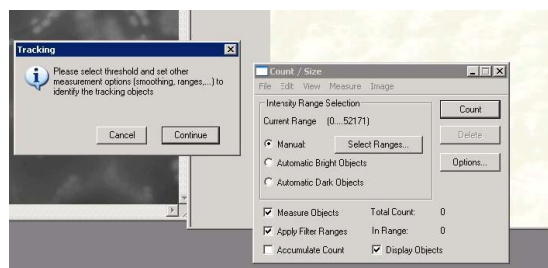 Tracking
Please select threshold and set other
measurement options (smoothing, ranges,...) to
identify the tracking objects
Cancel
Continue
Count / Size
File Edit View Measure Image
Intensity Range Selection
Current Range (0....52171)
Manual:
Select Ranges...
Automatic Bright Objects
Automatic Dark Objects
Count
Delete
Options...
Measure Objects Total Count: 0
Apply Filter Ranges In Range: 0
Accumulate Count Display Objects